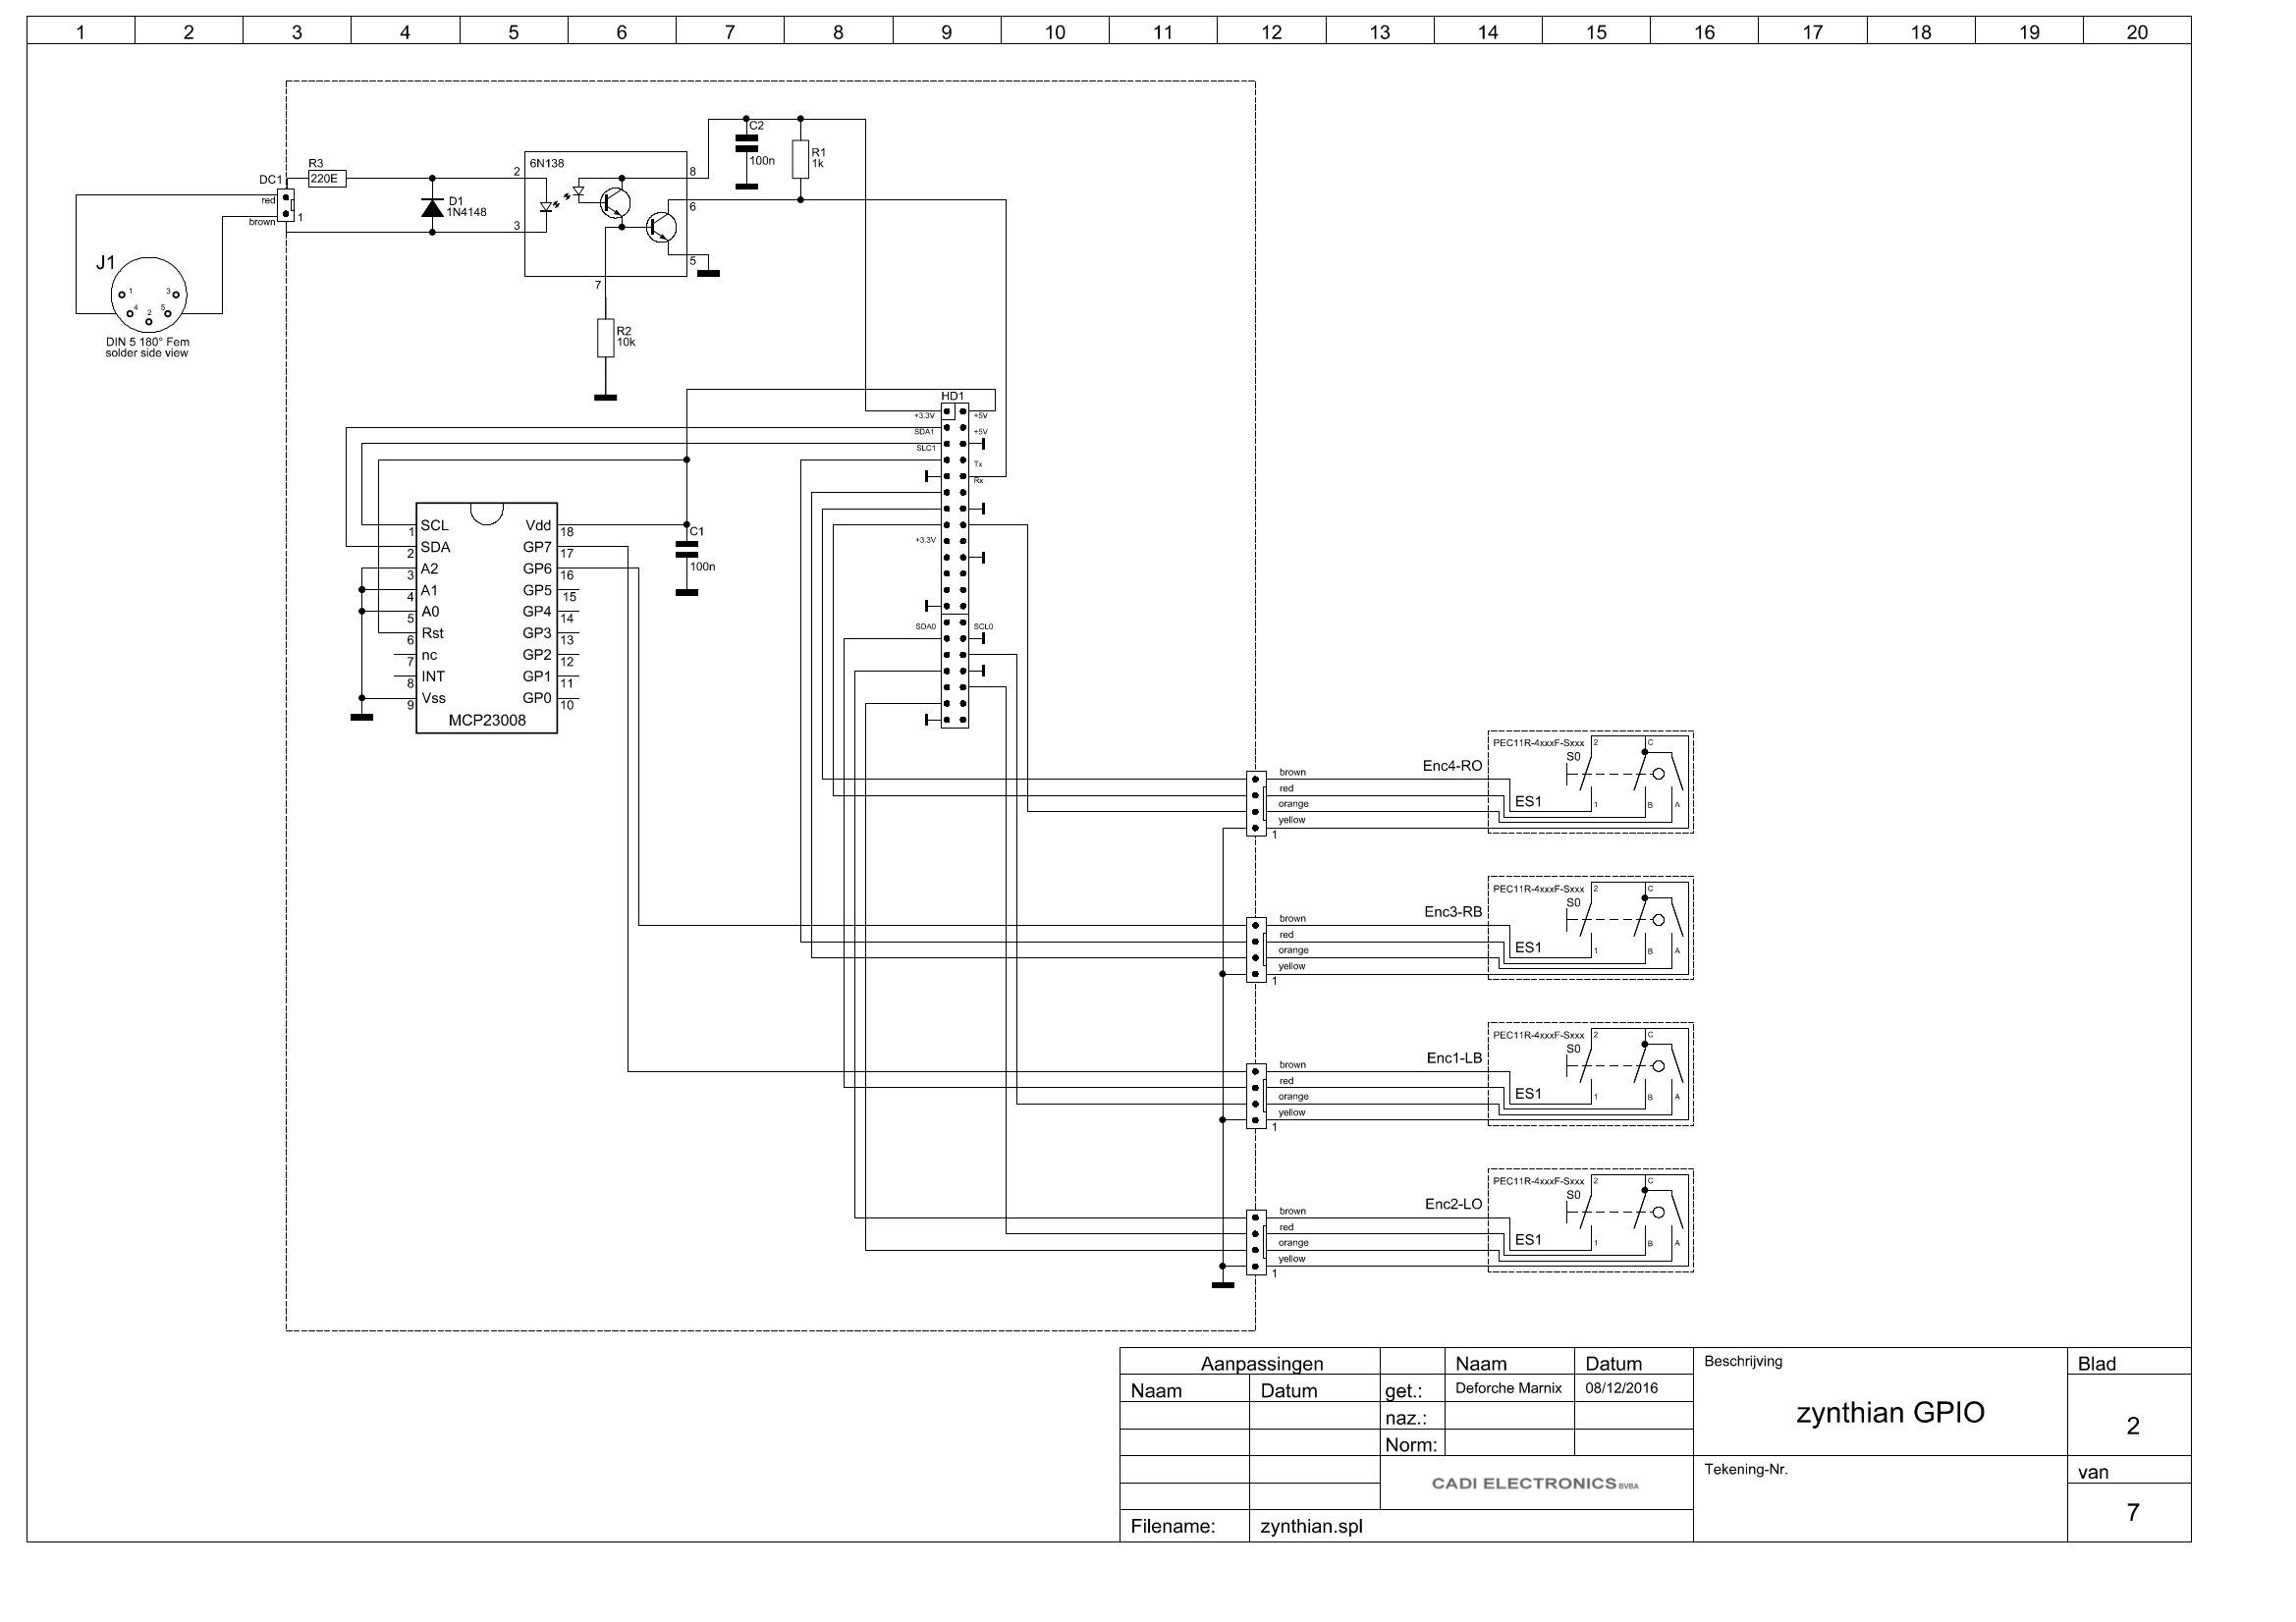 1 2 3 4 5 6 7 8 9 10 11 12 13 14 15 16 17 18 19 20
C2
100n
R1
1k
R3
220E
DC1
red
brown
1
D1
1N4148
6N138
2
3
8
6
5
7
R2
10k
J1
1
3
4
2
5
DIN 5 180° Fem
solder side view
HD1
+3.3V
+5V
SDA1
+5V
SLC1
Tx
Rx
+3.3V
SDA0
SCL0
1 SCL Vdd 18
2 SDA GP7 17
3 A2 GP6 16
4 A1 GP5 15
5 A0 GP4 14
6 Rst GP3 13
7 nc GP2 12
8 INT GP1 11
9 Vss GP0 10
MCP23008
C1
100n
Enc4-RO
brown
red
orange
yellow
1
PEC11R-4xxxF-Sxxx
2
C
S0
ES1
1
B
A
Enc3-RB
brown
red
orange
yellow
1
PEC11R-4xxxF-Sxxx
2
C
S0
ES1
1
B
A
Enc1-LB
brown
red
orange
yellow
1
PEC11R-4xxxF-Sxxx
2
C
S0
ES1
1
B
A
Enc2-LO
brown
red
orange
yellow
1
PEC11R-4xxxF-Sxxx
2
C
S0
ES1
1
B
A
Aanpassingen
Naam Datum
Naam Datum
get.: Deforche Marnix 08/12/2016
naz.:
Norm:
CADI ELECTRONICS BVBA
Filename: zynthian.spl
Beschrijving
zynthian GPIO
Tekening-Nr.
Blad
2
van
7